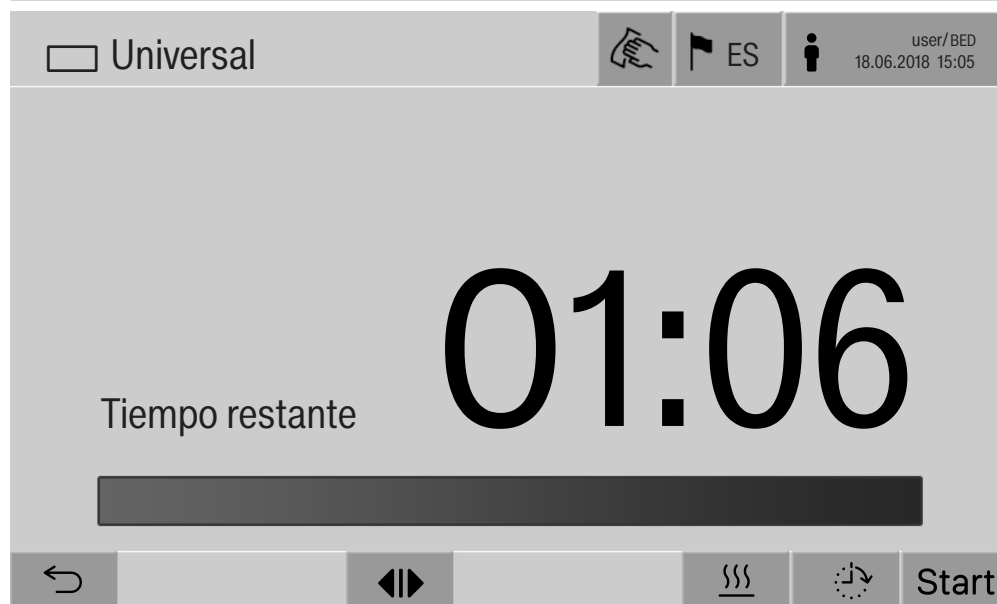 Universal
ES
user/BED
18.06.2018 15:05
01:06
Tiempo restante
Start